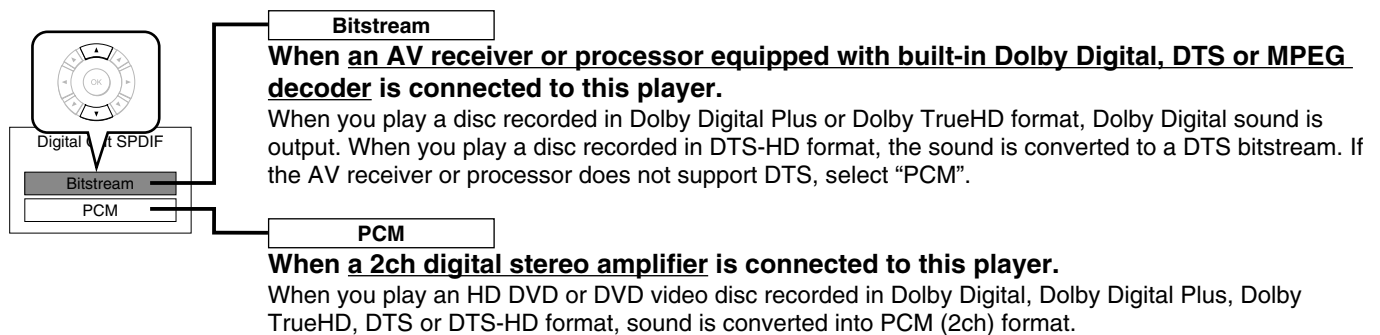 OK
Digital Out SPDIF
Bitstream
PCM
Bitstream
When an AV receiver or processor equipped with built-in Dolby Digital, DTS or MPEG
decoder is connected to this player.
When you play a disc recorded in Dolby Digital Plus or Dolby TrueHD format, Dolby Digital sound is
output. When you play a disc recorded in DTS-HD format, the sound is converted to a DTS bitstream. If
the AV receiver or processor does not support DTS, select “PCM”.
PCM
When a 2ch digital stereo amplifier is connected to this player.
When you play an HD DVD or DVD video disc recorded in Dolby Digital, Dolby Digital Plus, Dolby
TrueHD, DTS or DTS-HD format, sound is converted into PCM (2ch) format.